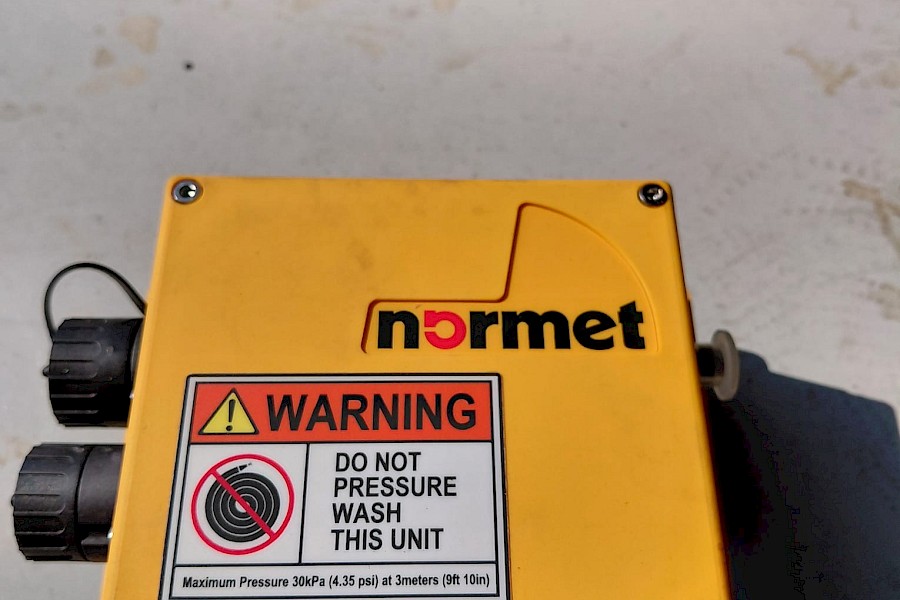 normet
WARNING
DO NOT
PRESSURE
WASH
THIS UNIT
Maximum Pressure 30kPa (4.35 psi) at 3meters (9ft 10in)